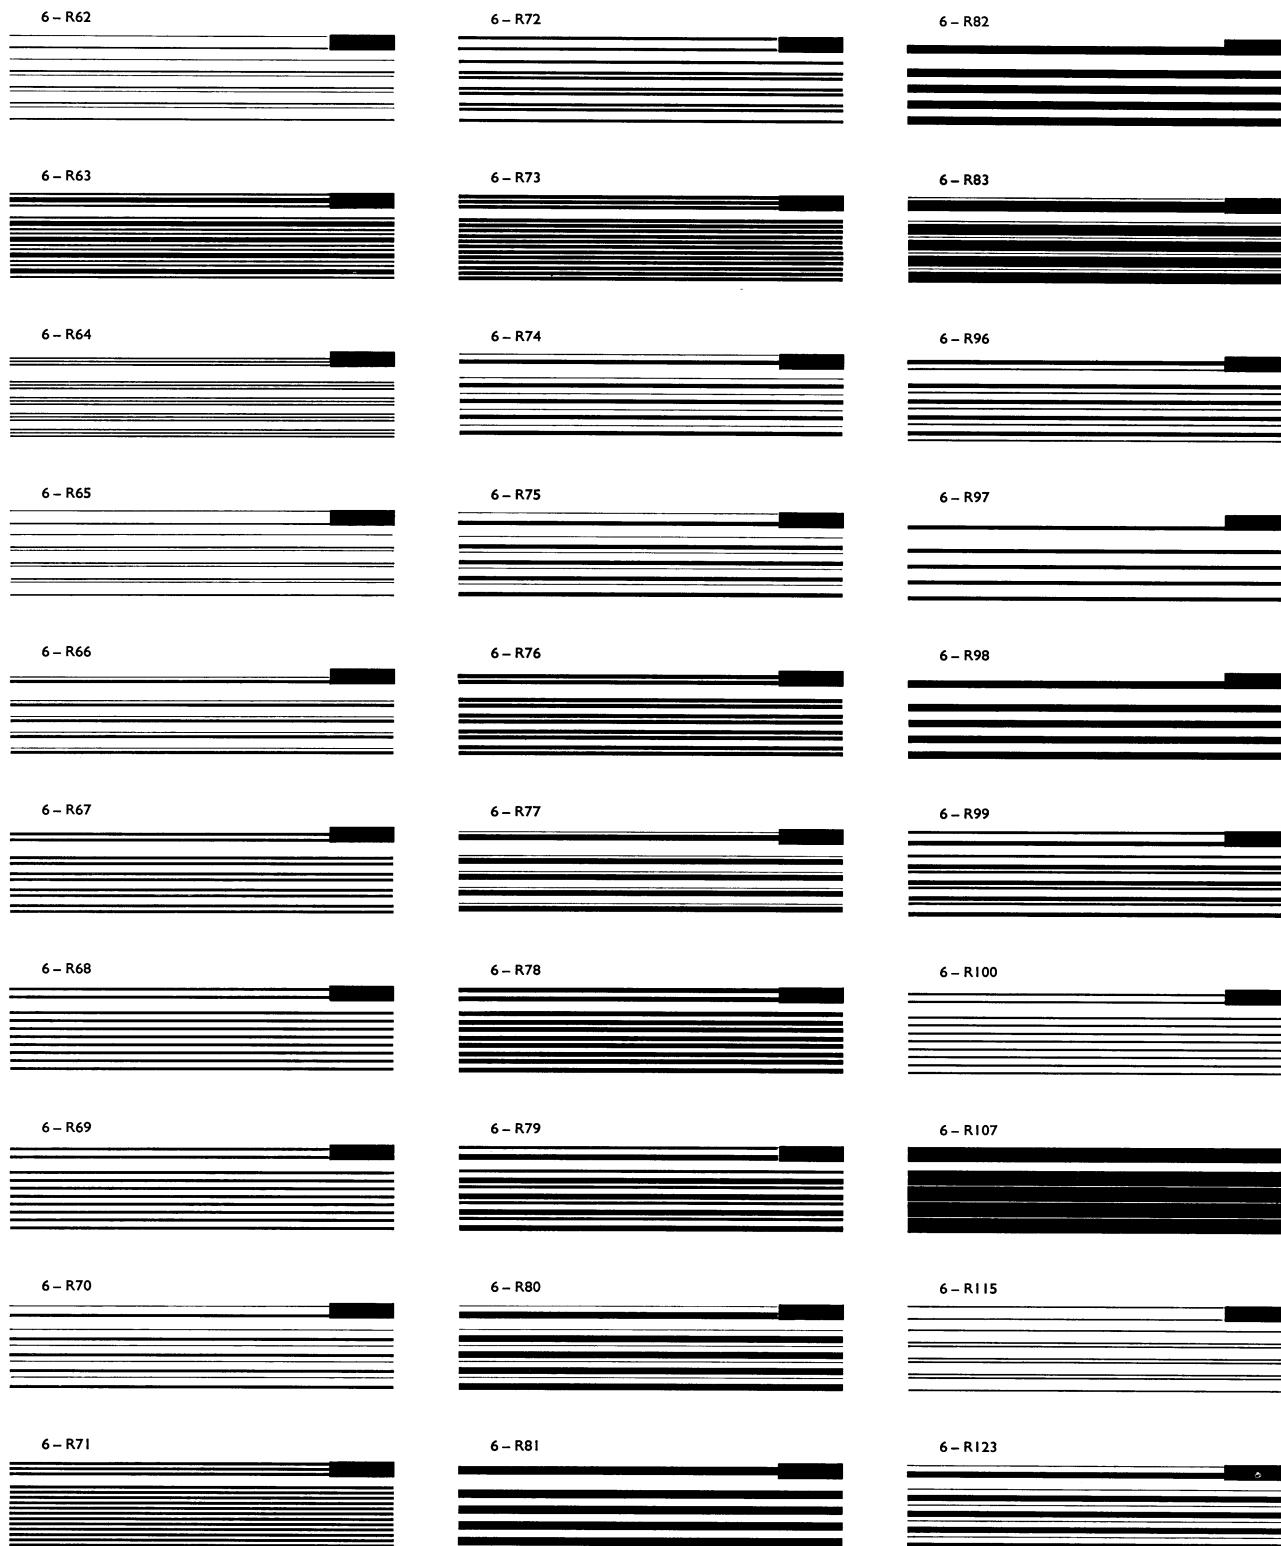 6 – R62
6 – R72
6 – R82
6 – R63
6 – R73
6 – R83
6 – R64
6 – R74
6 – R96
6 – R65
6 – R75
6 – R97
6 – R66
6 – R76
6 – R98
6 – R67
6 – R77
6 – R99
6 – R68
6 – R78
6 – R100
6 – R69
6 – R79
6 – R107
6 – R70
6 – R80
6 – R115
6 – R71
6 – R81
6 – R123